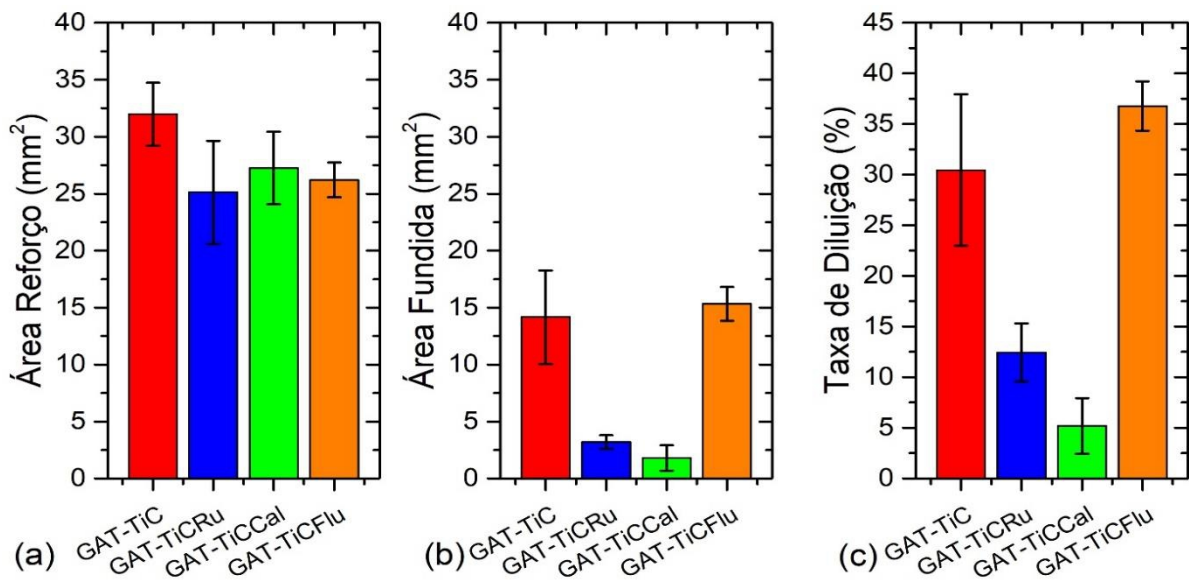 Área Reforço (mm²)
40
35
30
25
20
15
10
5
0
GAT-TiC
GAT-TiCRu
GAT-TiCCal
GAT-TiCFlu
(a)
Área Fundida (mm²)
40
35
30
25
20
15
10
5
0
GAT-TiC
GAT-TiCRu
GAT-TiCCal
GAT-TiCFlu
(b)
Taxa de Diluição (%)
45
40
35
30
25
20
15
10
5
0
GAT-TiC
GAT-TiCRu
GAT-TiCCal
GAT-TiCFlu
(c)